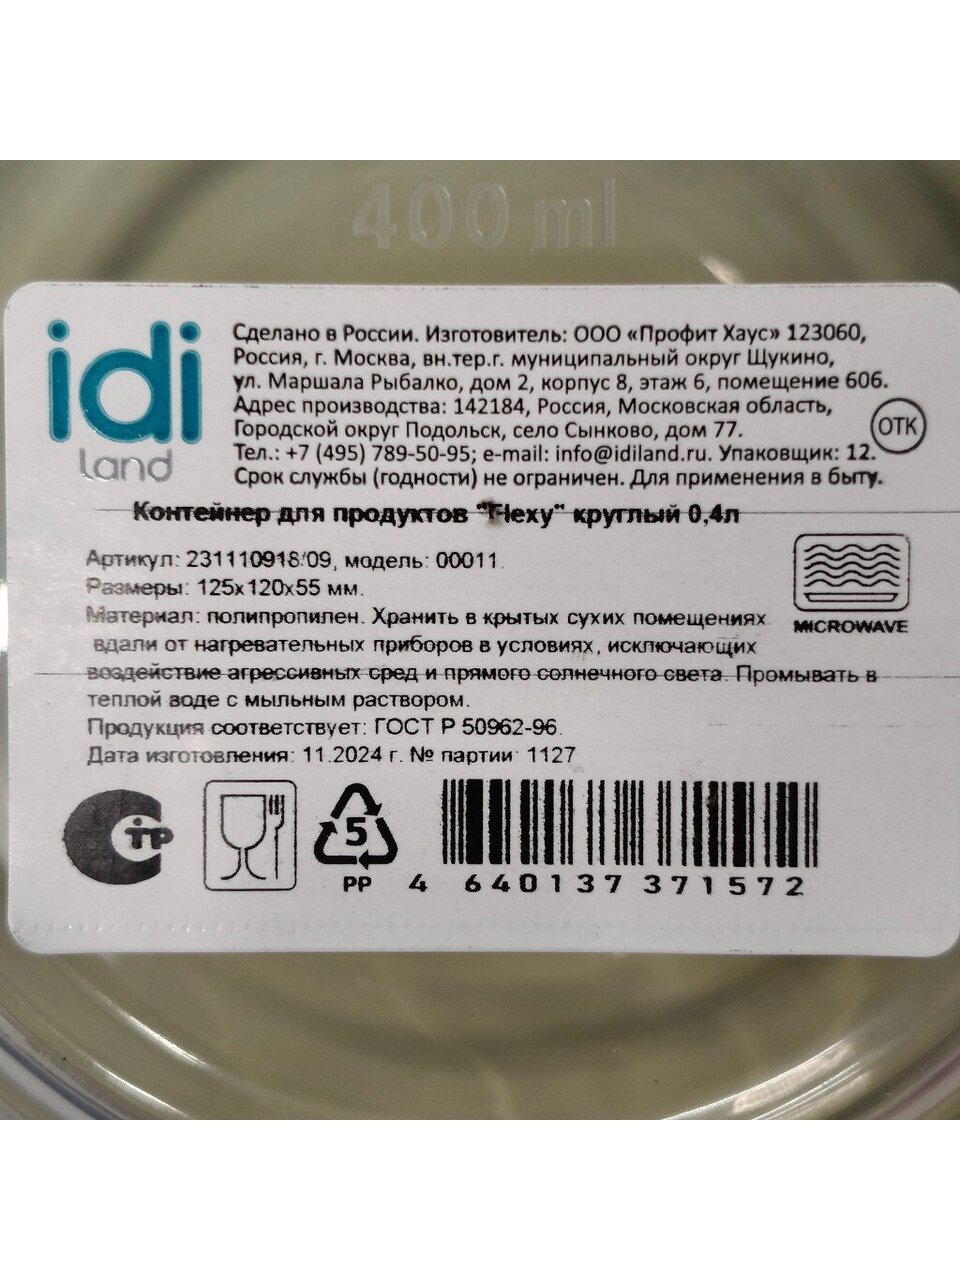 400 ml
idi
land
Сделано в России. Изготовитель: ООО «Профит Хаус» 123060,
Россия, г. Москва, вн.тер.г. муниципальный округ Щукино,
ул. Маршала Рыбалко, дом 2, корпус 8, этаж 6, помещение 606.
Адрес производства: 142184, Россия, Московская область,
Городской округ Подольск, село Сынково, дом 77.
ОТК
Тел.: +7 (495) 789-50-95; e-mail: info@idiland.ru. Упаковщик: 12.
Срок службы (годности) не ограничен. Для применения в быту.
Контейнер для продуктов "Flexy" круглый 0,4л
Артикул: 231110918/09, модель: 00011.
Размеры: 125x120x55 мм.
Материал: полипропилен. Хранить в крытых сухих помещениях
MICROWAVE
вдали от нагревательных приборов в условиях, исключающих
воздействие агрессивных сред и прямого солнечного света. Промывать в
теплой воде с мыльным раствором.
Продукция соответствует: ГОСТ Р 50962-96.
Дата изготовления: 11.2024 г. № партии: 1127
СТР
5
PP
4 640137 371572